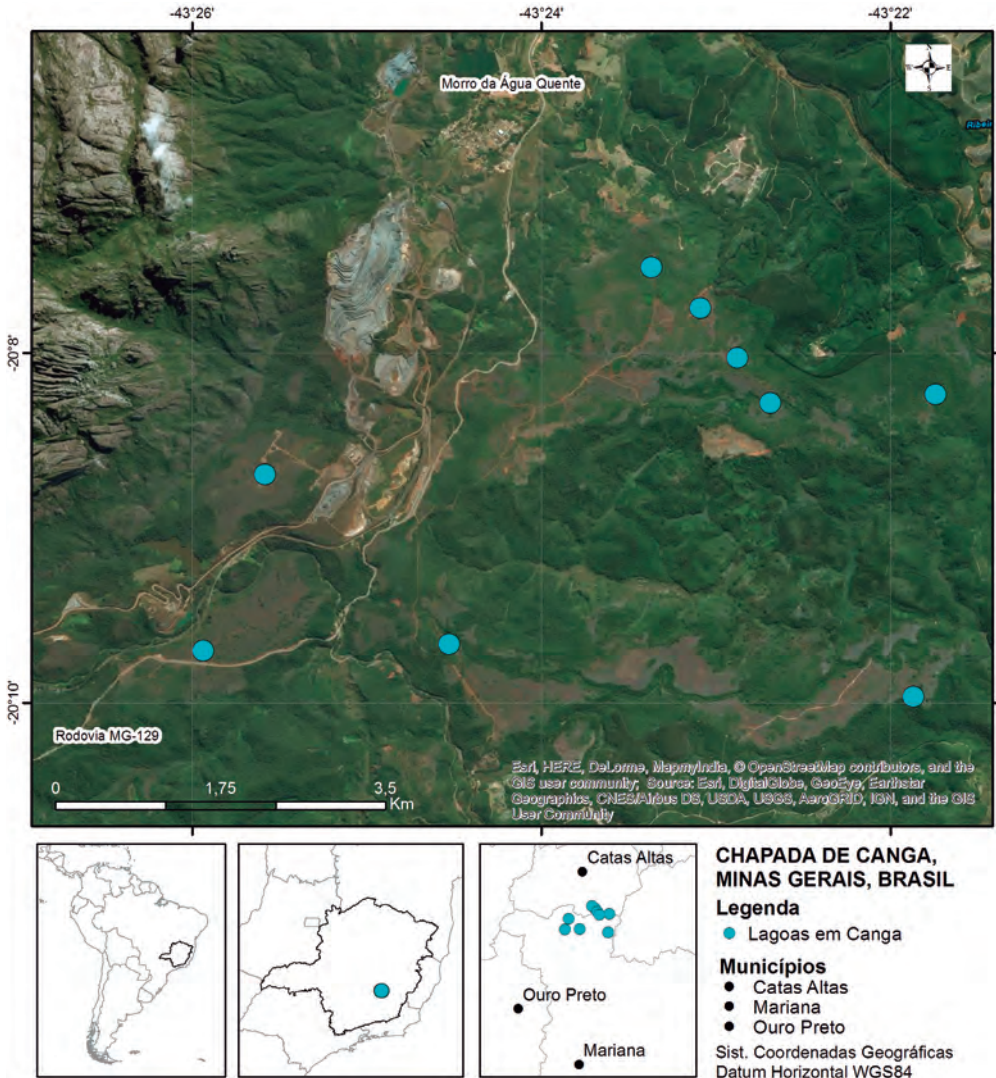 -43°26
-43°24
-43°22
N
W
E
S
Morro da Água Quente
Ribei
-20°8
-20°10
Rodovia MG-129
0
1,75
3,5
Km
Esri, HERE, DeLorme, MapmyIndia, © OpenStreetMap contributors, and the
GIS user community; Source: Esri, DigitalGlobe, GeoEye, Earthstar
Geographics, CNES/Airbus DS, USDA, USGS, AeroGRID, IGN, and the GIS
User Community
Catas Altas
Ouro Preto
Mariana
CHAPADA DE CANGA,
MINAS GERAIS, BRASIL
Legenda
Lagoas em Canga
Municípios
Catas Altas
Mariana
Ouro Preto
Sist. Coordenadas Geográficas
Datum Horizontal WGS84